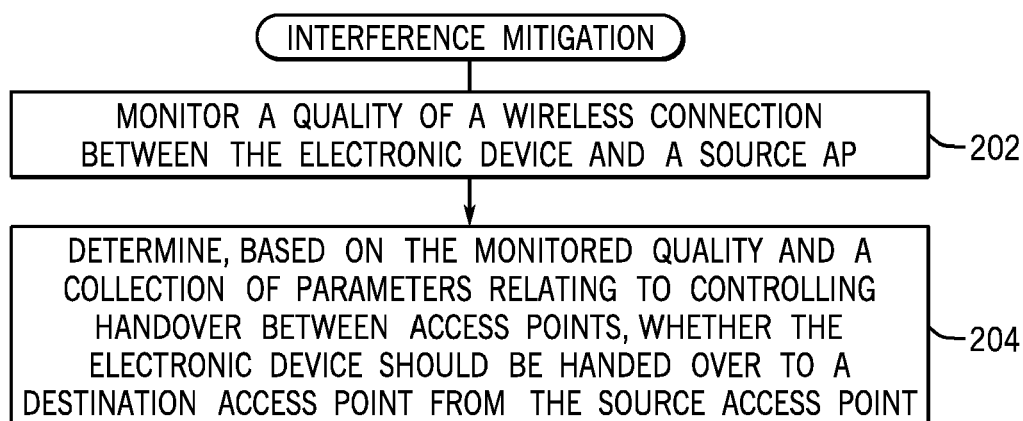 INTERFERENCE MITIGATION
MONITOR A QUALITY OF A WIRELESS CONNECTION
BETWEEN THE ELECTRONIC DEVICE AND A SOURCE AP
202
DETERMINE, BASED ON THE MONITORED QUALITY AND A
COLLECTION OF PARAMETERS RELATING TO CONTROLLING
HANDOVER BETWEEN ACCESS POINTS, WHETHER THE
ELECTRONIC DEVICE SHOULD BE HANDED OVER TO A
DESTINATION ACCESS POINT FROM THE SOURCE ACCESS POINT
204